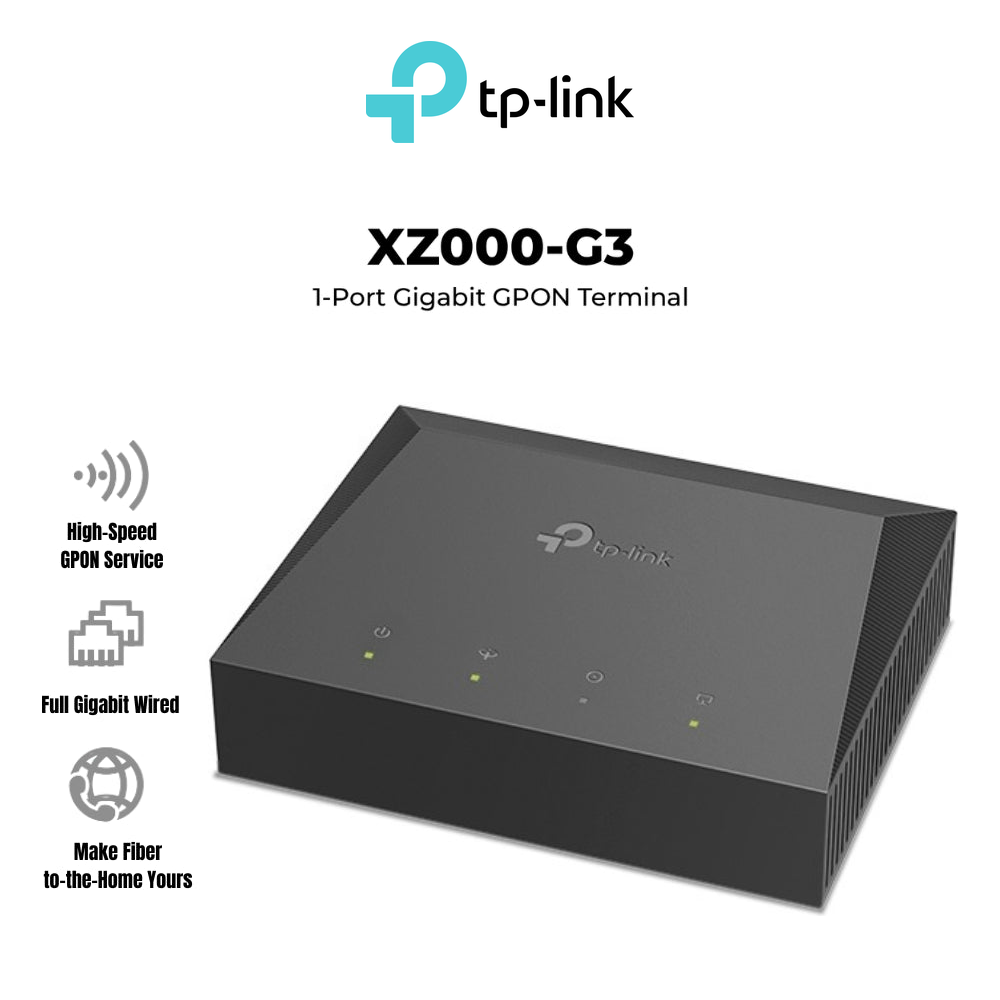 tp-link
XZ000-G3
1-Port Gigabit GPON Terminal
High-Speed
GPON Service
Full Gigabit Wired
Make Fiber
to-the-Home Yours
tp-link